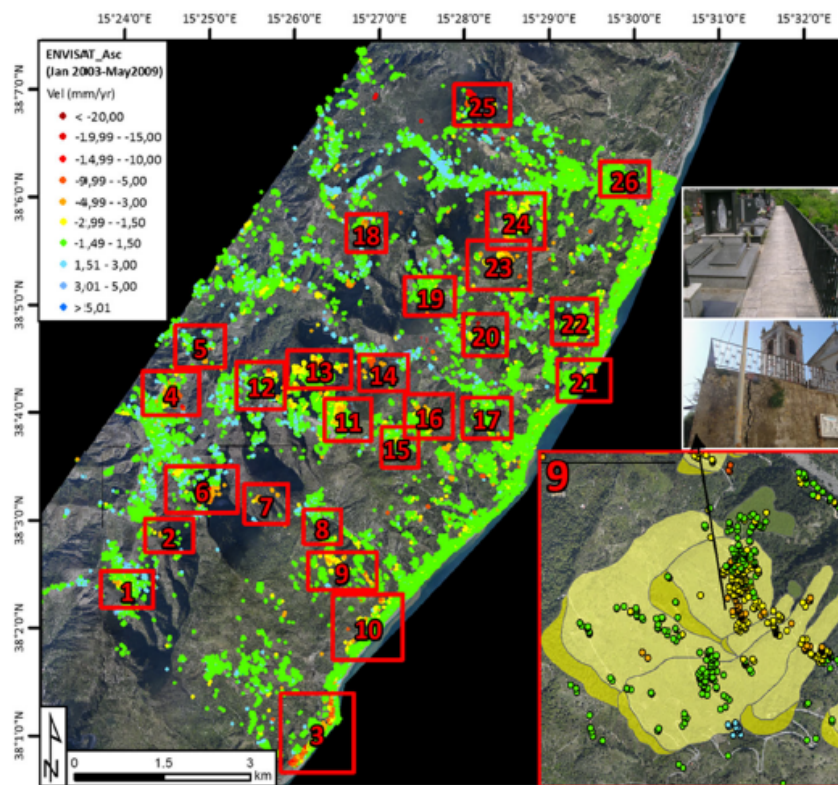 15°24'0"E 15°25'0"E 15°26'0"E 15°27'0"E 15°28'0"E 15°29'0"E 15°30'0"E 15°31'0"E 15°32'0"E
ENVISAT_Asc
(Jan 2003-May2009)
Vel (mm/yr)
< -20,00
-19,99 - -15,00
-14,99 - -10,00
-9,99 - -5,00
-4,99 - -3,00
-2,99 - -1,50
-1,49 - 1,50
1,51 - 3,00
3,01 - 5,00
> 5,01
38°7'0"N
38°6'0"N
38°5'0"N
38°4'0"N
38°3'0"N
38°2'0"N
38°1'0"N
25
26
24
18
23
19
22
20
5
13
14
21
12
4
11
16
17
15
9
6
7
8
2
9
1
10
3
N
0 1.5 3
km